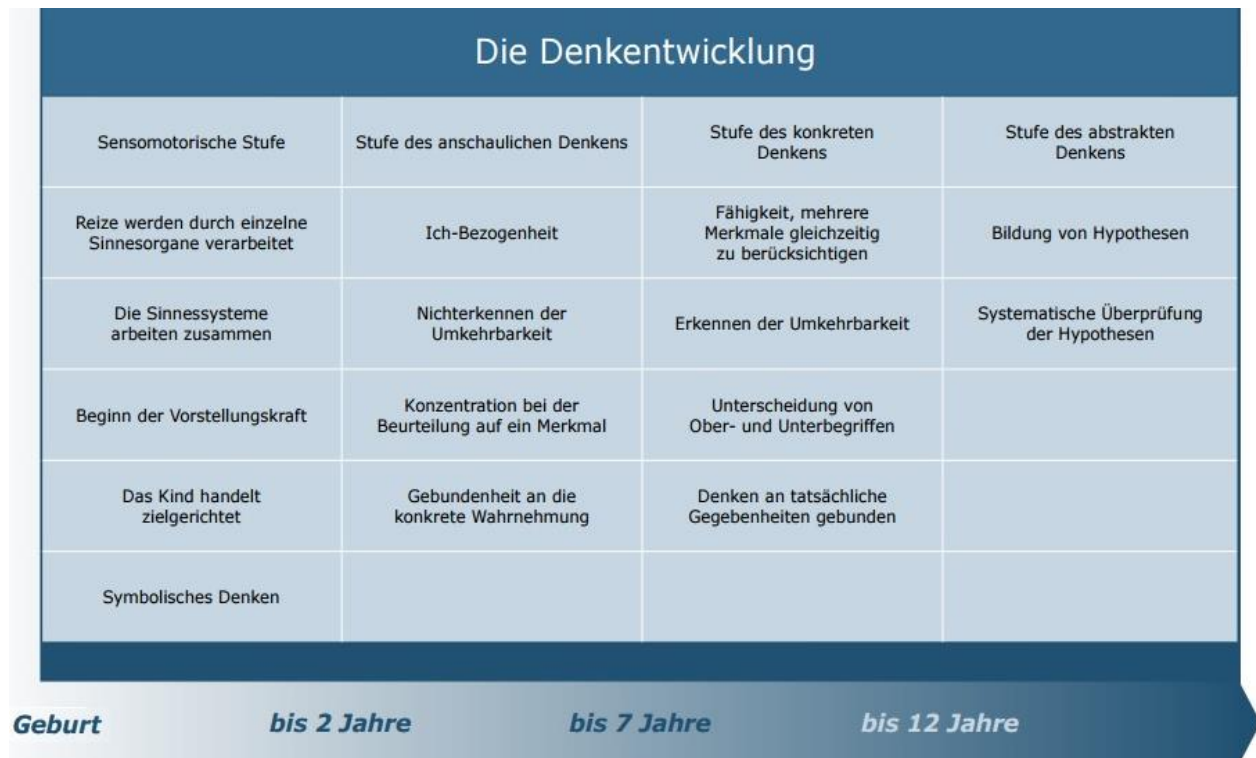 Die Denkentwicklung
Sensomotorische Stufe
Stufe des anschaulichen Denkens
Stufe des konkreten
Denkens
Stufe des abstrakten
Denkens
Reize werden durch einzelne
Sinnesorgane verarbeitet
Ich-Bezogenheit
Fähigkeit, mehrere
Merkmale gleichzeitig
zu berücksichtigen
Bildung von Hypothesen
Die Sinnessysteme
arbeiten zusammen
Nichterkennen der
Umkehrbarkeit
Erkennen der Umkehrbarkeit
Systematische Überprüfung
der Hypothesen
Beginn der Vorstellungskraft
Konzentration bei der
Beurteilung auf ein Merkmal
Unterscheidung von
Ober- und Unterbegriffen
Das Kind handelt
zielgerichtet
Gebundenheit an die
konkrete Wahrnehmung
Denken an tatsächliche
Gegebenheiten gebunden
Symbolisches Denken
Geburt
bis 2 Jahre
bis 7 Jahre
bis 12 Jahre